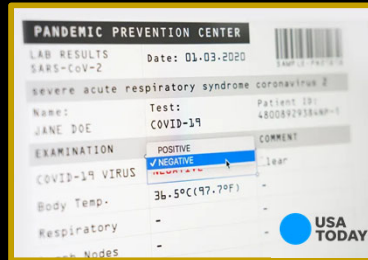 PANDEMIC PREVENTION CENTER
LAB RESULTS
SARS-CoV-2
Date: 01.03.2020
severe acute respiratory syndrome coronavirus 2
Name:
JANE DOE
Test:
COVID-19
Patient ID:
EXAMINATION
POSITIVE
✓ NEGATIVE
COMMENT
COVID-19 VIRUS
NEGATIVE
Body Temp.
36.5°C(97.7°F)
-
Respiratory
-
-
Nodes
-
USA
TODAY